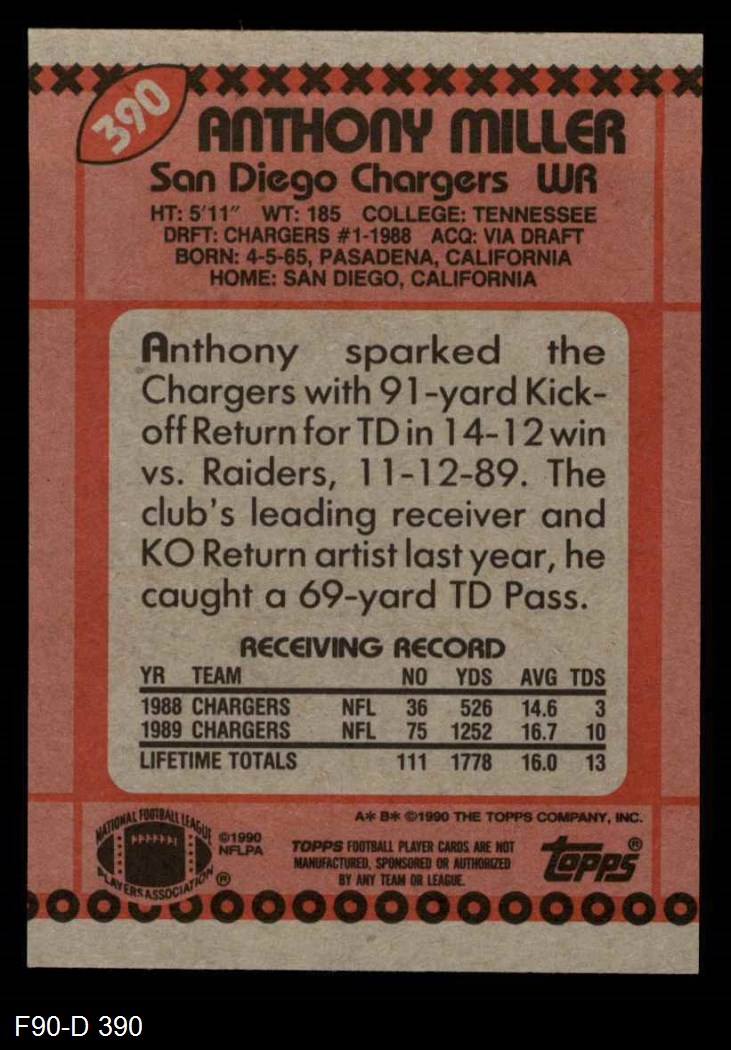 390
ANTHONY MILLER
San Diego Chargers WR
HT: 5'11" WT: 185 COLLEGE: TENNESSEE
DRFT: CHARGERS #1-1988 ACQ: VIA DRAFT
BORN: 4-5-65, PASADENA, CALIFORNIA
HOME: SAN DIEGO, CALIFORNIA
Anthony sparked the
Chargers with 91-yard Kick-
off Return for TD in 14-12 win
vs. Raiders, 11-12-89. The
club's leading receiver and
KO Return artist last year, he
caught a 69-yard TD Pass.
RECEIVING RECORD
YR TEAM NO YDS AVG TDS
1988 CHARGERS NFL 36 526 14.6 3
1989 CHARGERS NFL 75 1252 16.7 10
LIFETIME TOTALS 111 1778 16.0 13
A* B* ©1990 THE TOPPS COMPANY, INC.
NATIONAL FOOTBALL LEAGUE
PLAYERS ASSOCIATION ®
©1990
NFLPA
TOPPS FOOTBALL PLAYER CARDS ARE NOT
MANUFACTURED, SPONSORED OR AUTHORIZED
BY ANY TEAM OR LEAGUE.
topps®
F90-D 390